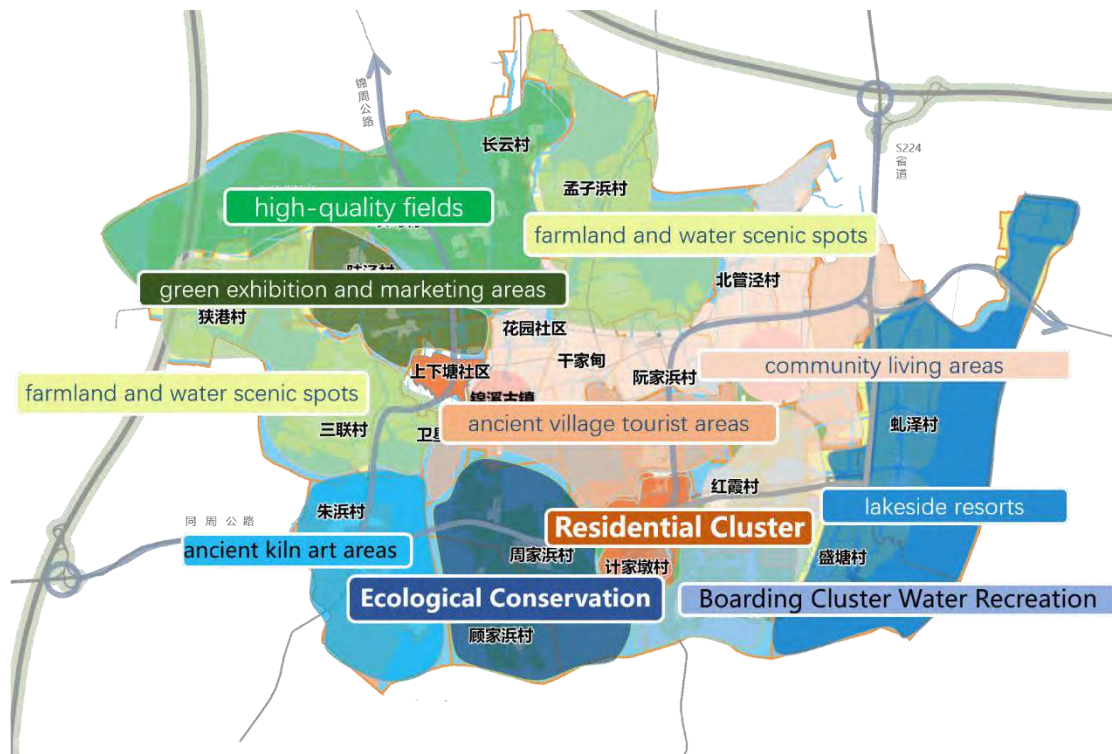 锦周公路
S224
省道
长云村
孟子浜村
high-quality fields
farmland and water scenic spots
北管泾村
green exhibition and marketing areas
狭港村
花园社区
干家甸
上下塘社区
阮家浜村
community living areas
farmland and water scenic spots
锦溪古镇
ancient village tourist areas
虬泽村
三联村
红霞村
朱浜村
lakeside resorts
同周公路
Residential Cluster
ancient kiln art areas
周家浜村
计家墩村
盛塘村
Ecological Conservation
Boarding Cluster Water Recreation
顾家浜村